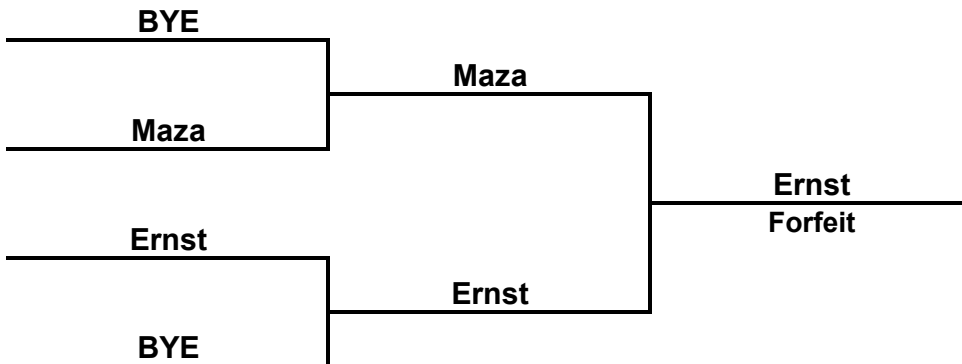 BYE
Maza
Maza
Ernst
Forfeit
Ernst
Ernst
BYE